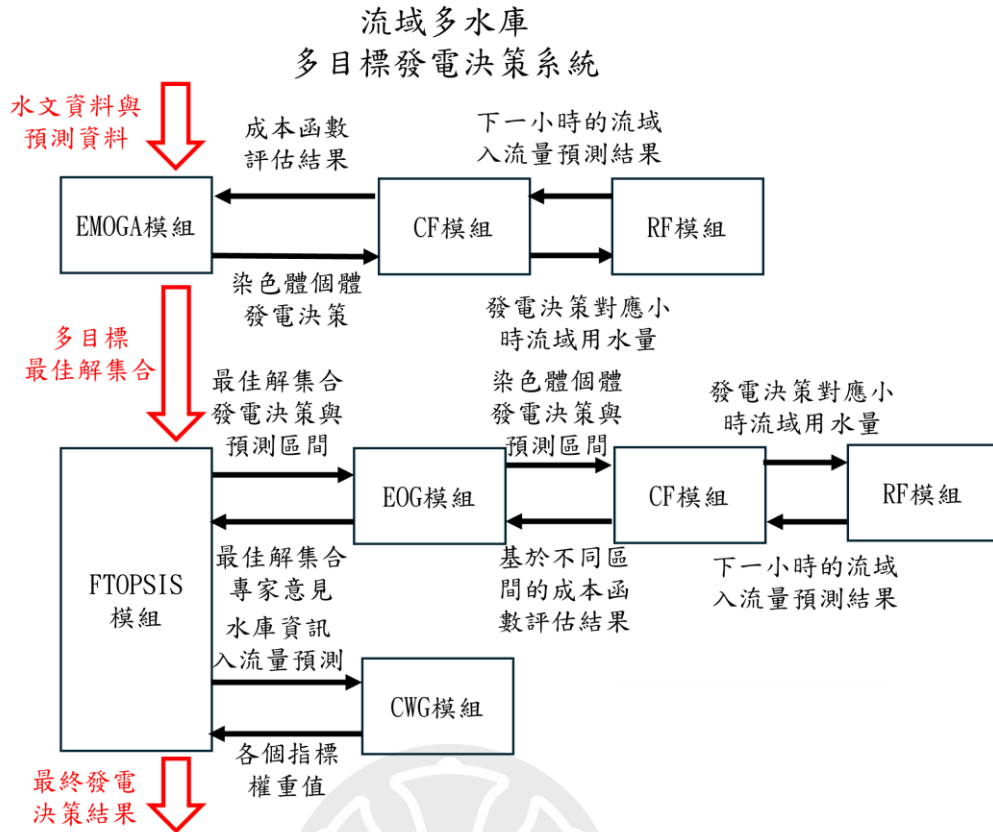 流域多水庫
多目標發電決策系統
水文資料與
預測資料
成本函數
評估結果
下一小時的流域
入流量預測結果
EMOGA模組
CF模組
RF模組
染色體個體
發電決策
發電決策對應小
時流域用水量
多目標
最佳解集合
最佳解集合
發電決策與
預測區間
染色體個體
發電決策與
預測區間
發電決策對應小
時流域用水量
EOG模組
CF模組
RF模組
FTOPSIS
模組
最佳解集合
專家意見
基於不同區
間的成本函
數評估結果
下一小時的流域
入流量預測結果
水庫資訊
入流量預測
CWG模組
各個指標
權重值
最終發電
決策結果